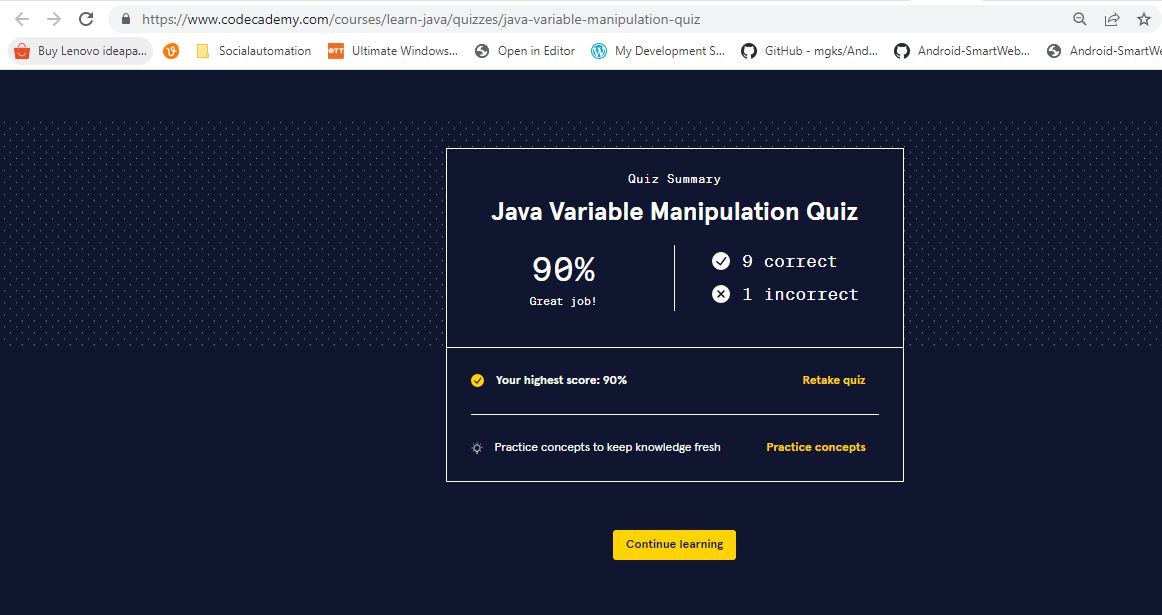 https://www.codecademy.com/courses/learn-java/quizzes/java-variable-manipulation-quiz
Buy Lenovo ideapa... Socialautomation OTT Ultimate Windows... Open in Editor My Development S... GitHub - mgks/And... Android-SmartWeb... Android-SmartWe
Quiz Summary
Java Variable Manipulation Quiz
90%
Great job!
9 correct
1 incorrect
Your highest score: 90% Retake quiz
Practice concepts to keep knowledge fresh Practice concepts
Continue learning